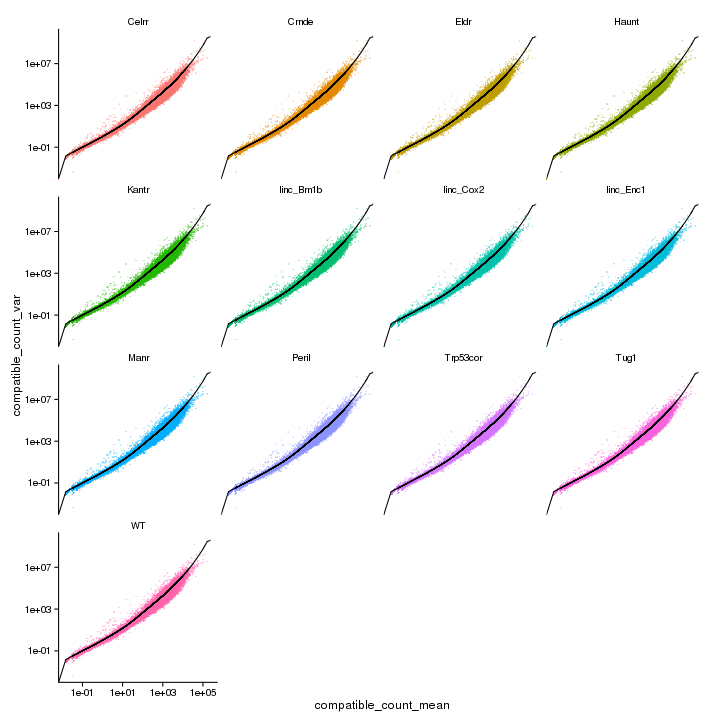 Celrr Crnde Eldr Haunt
1e+07
1e+03
1e-01
Kantr linc_Brn1b linc_Cox2 linc_Enc1
1e+07
1e+03
1e-01
compatible_count_var
Manr Peril Trp53cor Tug1
1e+07
1e+03
1e-01
WT
1e+07
1e+03
1e-01
1e-01 1e+01 1e+03 1e+05
compatible_count_mean